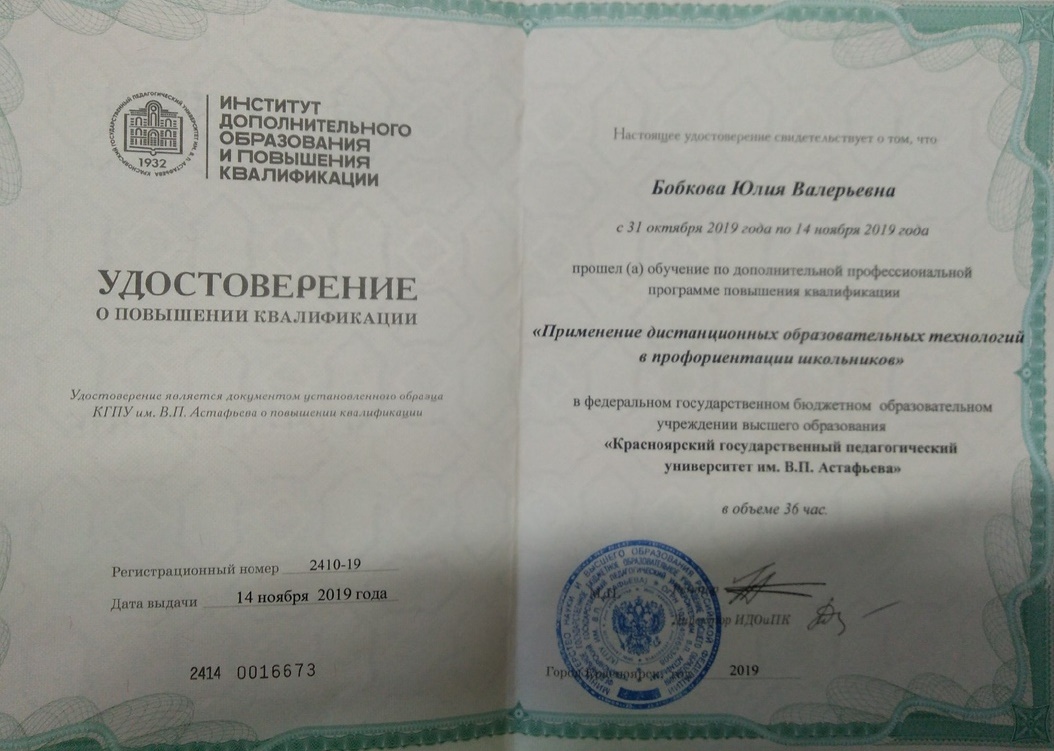 ИНСТИТУТ
ДОПОЛНИТЕЛЬНОГО
ОБРАЗОВАНИЯ
И ПОВЫШЕНИЯ
КВАЛИФИКАЦИИ
1932
УДОСТОВЕРЕНИЕ
О ПОВЫШЕНИИ КВАЛИФИКАЦИИ
Удостоверение является документом установленного образца
КГПУ им. В.П. Астафьева о повышении квалификации
Регистрационный номер 2410-19
Дата выдачи 14 ноября 2019 года
2414 0016673
Настоящее удостоверение свидетельствует о том, что
Бобкова Юлия Валерьевна
с 31 октября 2019 года по 14 ноября 2019 года
прошел (а) обучение по дополнительной профессиональной
программе повышения квалификации
«Применение дистанционных образовательных технологий
в профориентации школьников»
в федеральном государственном бюджетном образовательном
учреждении высшего образования
«Красноярский государственный педагогический
университет им. В.П. Астафьева»
в объеме 36 час.
М.П.
Директор ИДОиПК
Город Красноярск год 2019